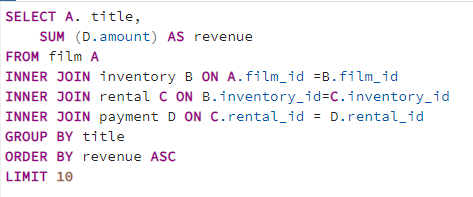 SELECT A. title,
SUM (D.amount) AS revenue
FROM film A
INNER JOIN inventory B ON A.film_id =B.film_id
INNER JOIN rental C ON B.inventory_id=C.inventory_id
INNER JOIN payment D ON C.rental_id = D.rental_id
GROUP BY title
ORDER BY revenue ASC
LIMIT 10